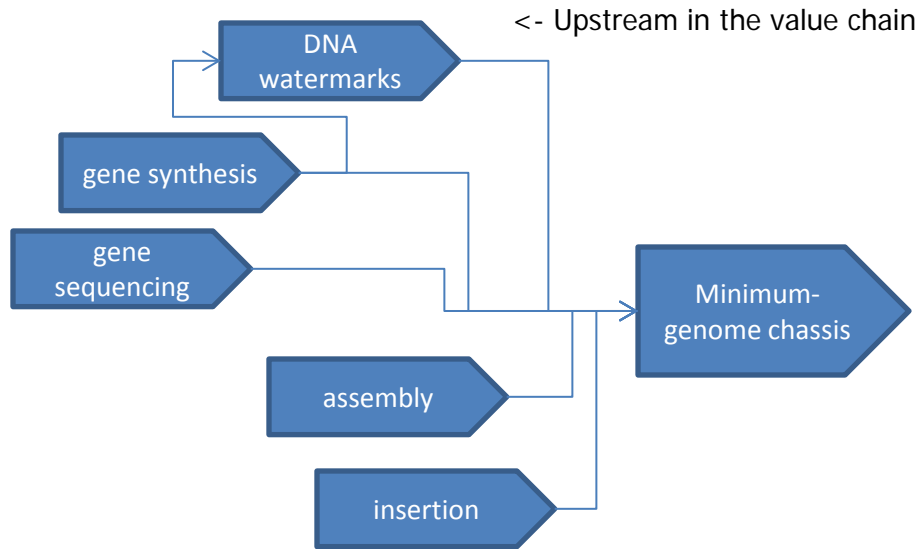 <- Upstream in the value chain
DNA
watermarks
gene synthesis
gene
sequencing
Minimum-
genome chassis
assembly
insertion